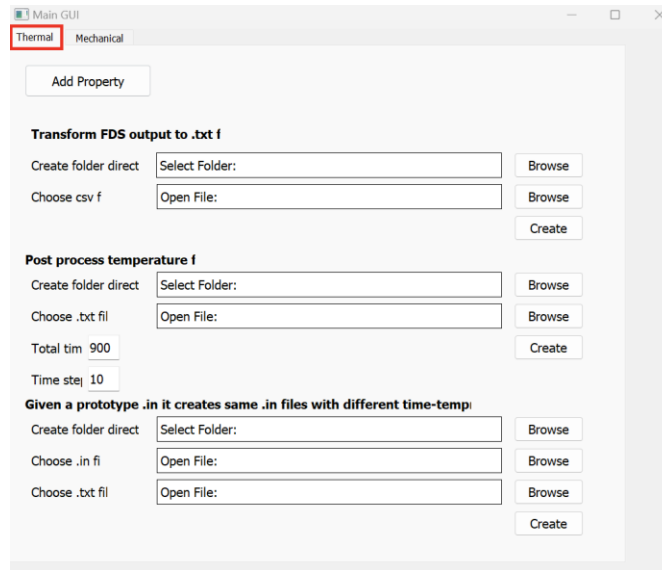 Main GUI
Thermal Mechanical
Add Property
Transform FDS output to .txt f
Create folder direct Select Folder: Browse
Choose csv f Open File: Browse
Create
Post process temperature f
Create folder direct Select Folder: Browse
Choose .txt fil Open File: Browse
Total tim 900 Create
Time step 10
Given a prototype .in it creates same .in files with different time-temp
Create folder direct Select Folder: Browse
Choose .in fi Open File: Browse
Choose .txt fil Open File: Browse
Create